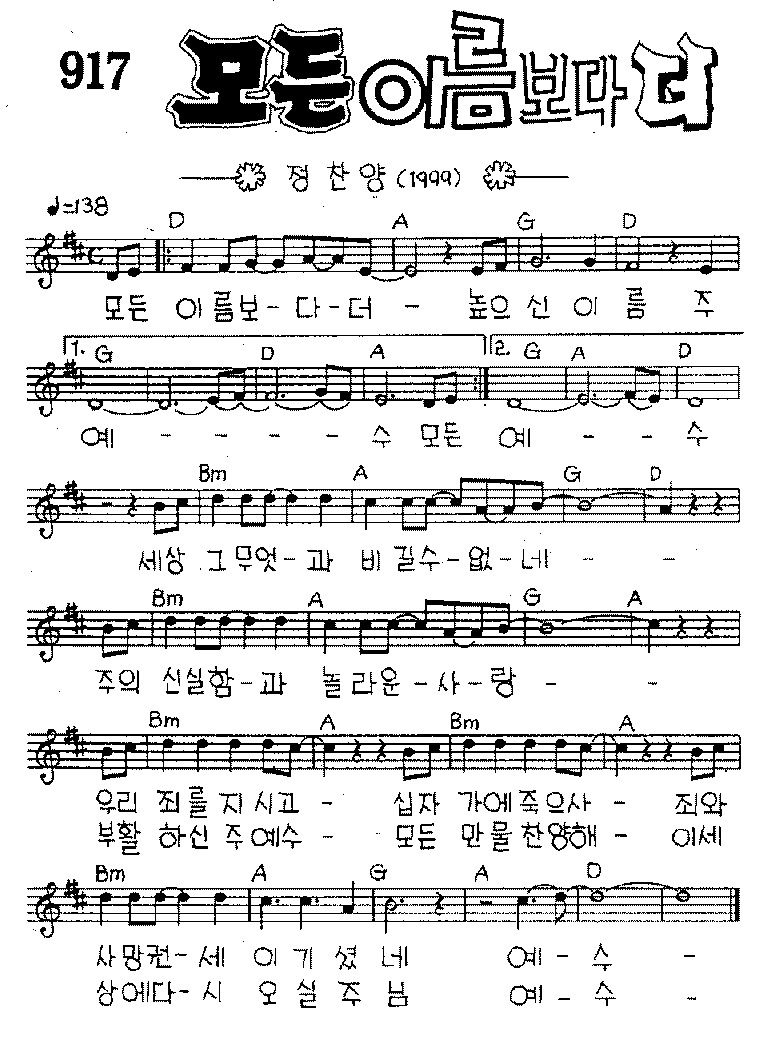 917 모든이름보다더
정 찬 양 (1999)
♩=138
D A G D
모든 이름보-다-더 - 높으 신 이 름 주
1. G D A 2. G A D
예 - - - - 수 모든 예 - - 수
Bm A G D
세상 그무엇-과 비 길수-없-네 - -
Bm A G A
주의 신실함-과 놀 라운-사-랑 - -
Bm A Bm A
우리 죄를 지시고 - 십자 가에죽으사 - 죄와
부활 하신 주예수 - - 모든 만물찬양해 - 이세
Bm A G A D
사망권-세 이 기 셨 네 예 - 수 -
상에다-시 오 실 주 님 예 - 수 -